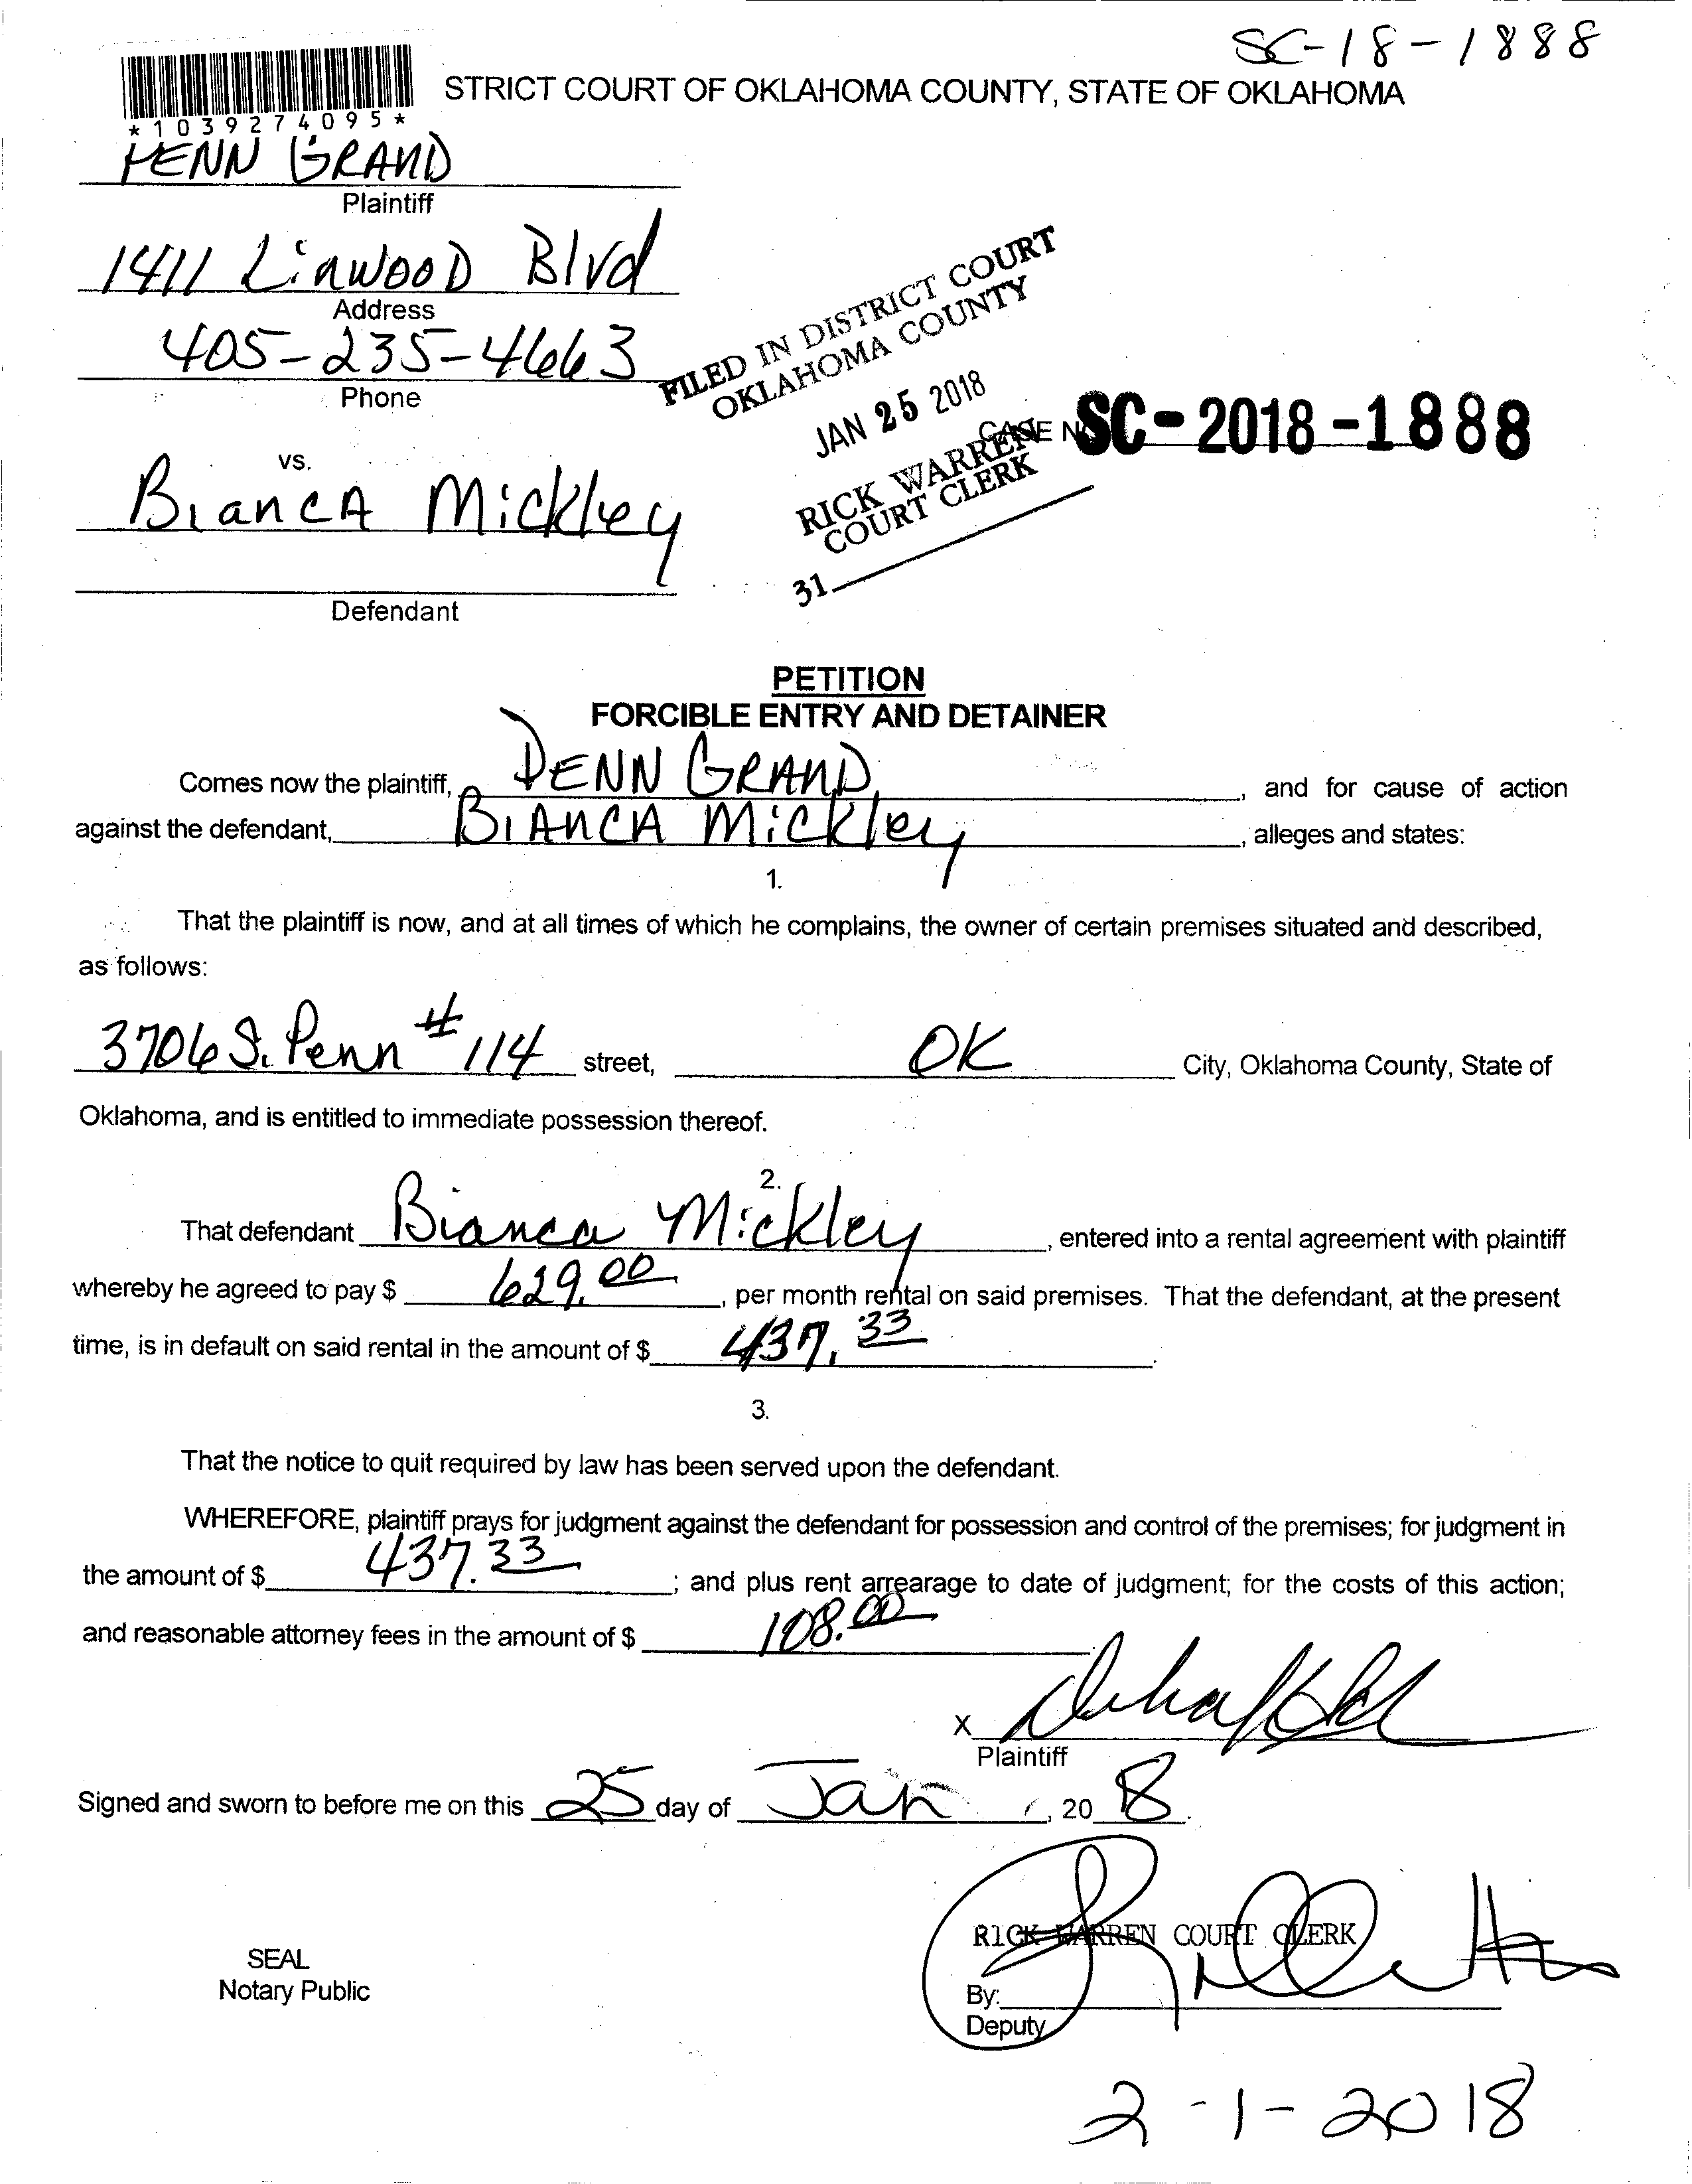 SC-18-1888
STRICT COURT OF OKLAHOMA COUNTY, STATE OF OKLAHOMA
*1039274095*
PENN GRAND
Plaintiff
1411 Linwood Blvd
Address
405-235-4663
Phone
FILED IN DISTRICT COURT
OKLAHOMA COUNTY
JAN 25 2018
RICK WARREN
COURT CLERK
31
CASE NO SC-2018-1888
vs.
Bianca Mickley
Defendant
PETITION
FORCIBLE ENTRY AND DETAINER
Comes now the plaintiff, PENN GRAND, and for cause of action
against the defendant, BIANCA Mickley, alleges and states:
1.
That the plaintiff is now, and at all times of which he complains, the owner of certain premises situated and described,
as follows:
3706 S. Penn #114 street, OK City, Oklahoma County, State of
Oklahoma, and is entitled to immediate possession thereof.
2.
That defendant Bianca Mickley, entered into a rental agreement with plaintiff
whereby he agreed to pay $ 629.00, per month rental on said premises. That the defendant, at the present
time, is in default on said rental in the amount of $ 437.33.
3.
That the notice to quit required by law has been served upon the defendant.
WHEREFORE, plaintiff prays for judgment against the defendant for possession and control of the premises; for judgment in
the amount of $ 437.33; and plus rent arrearage to date of judgment; for the costs of this action;
and reasonable attorney fees in the amount of $ 108.00
X
Plaintiff
Signed and sworn to before me on this 25 day of Jan, 20 18.
RICK WARREN COURT CLERK
SEAL
Notary Public
By:
Deputy
2-1-2018